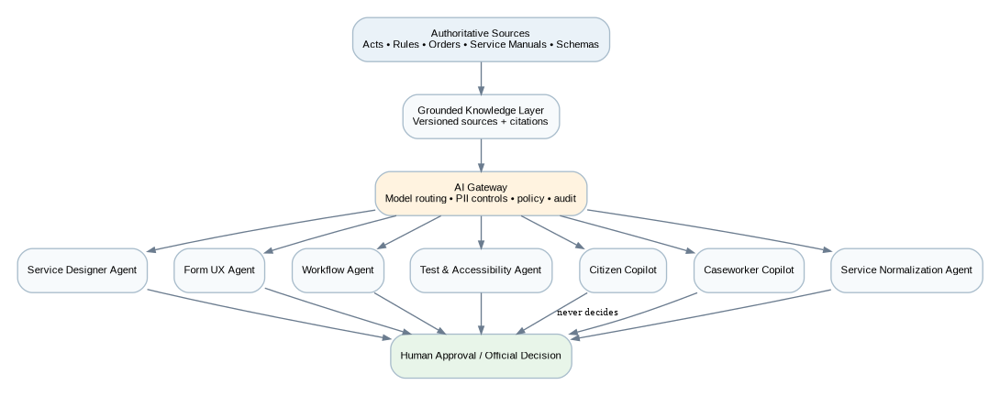 Authoritative Sources
Acts • Rules • Orders • Service Manuals • Schemas
Grounded Knowledge Layer
Versioned sources + citations
AI Gateway
Model routing • PII controls • policy • audit
Service Designer Agent
Form UX Agent
Workflow Agent
Test & Accessibility Agent
Citizen Copilot
Caseworker Copilot
Service Normalization Agent
never decides
Human Approval / Official Decision